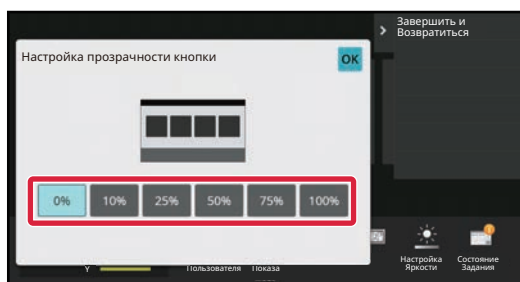 Завершить и
Возвратиться
Настройка прозрачности кнопки
OK
0% 10% 25% 50% 75% 100%
Y Пользователя Показа
Настройка
Яркости
Состояние
Задания